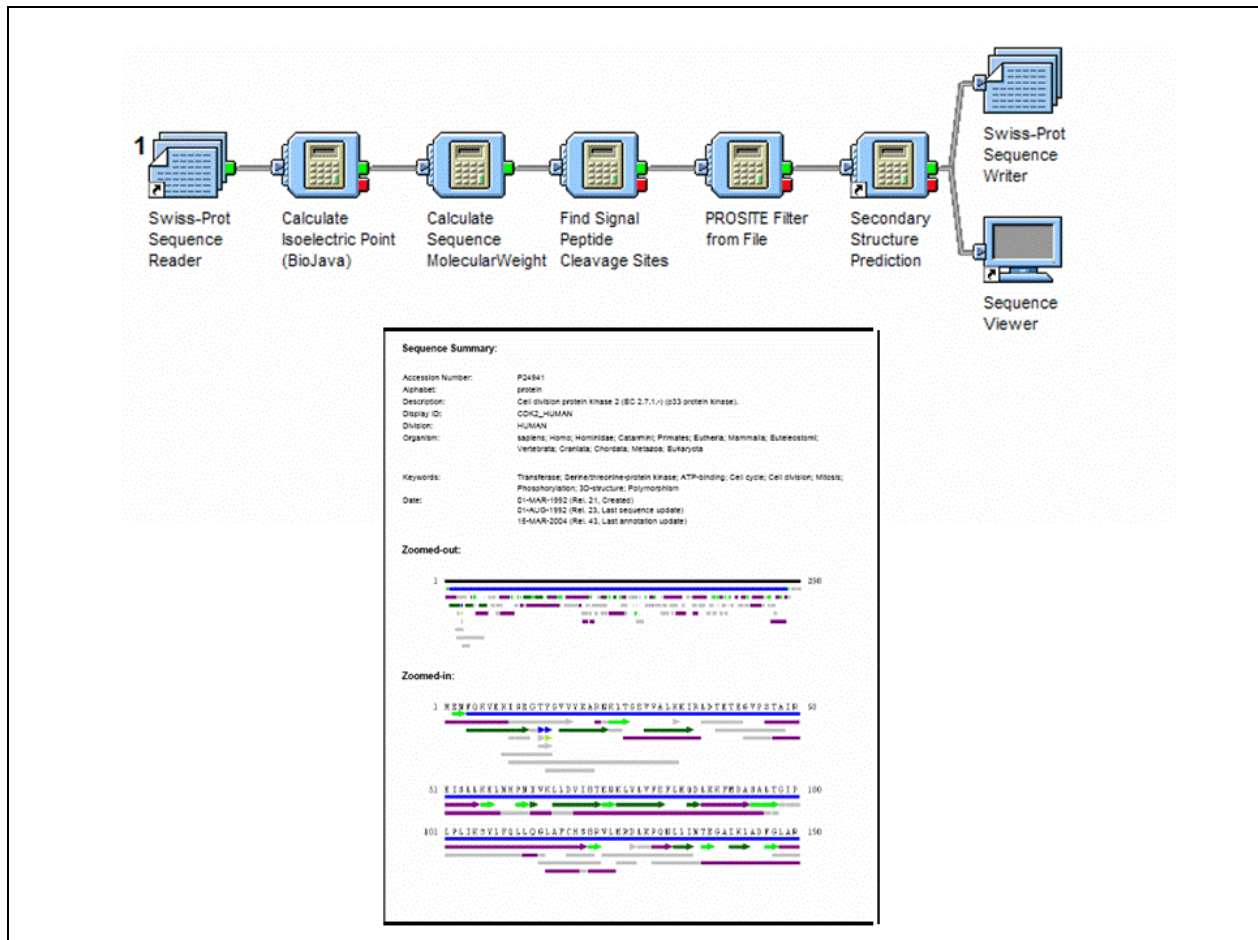 1
Swiss-Prot
Sequence
Reader
Calculate
Isoelectric Point
(BioJava)
Calculate
Sequence
MolecularWeight
Find Signal
Peptide
Cleavage Sites
PROSITE Filter
from File
Secondary
Structure
Prediction
Swiss-Prot
Sequence
Writer
Sequence
Viewer
Sequence Summary:
Accession Number: P24941
Alphabet: protein
Description: Cell division protein kinase 2 (EC 2.7.1.-) (p33 protein kinase).
Display ID: CDK2_HUMAN
Division: HUMAN
Organism: sapiens; Homo; Hominidae; Catarrhini; Primates; Eutheria; Mammalia; Euteleostomi;
Vertebrata; Craniata; Chordata; Metazoa; Eukaryota
Keywords: Transferase; Serine/threonine-protein kinase; ATP-binding; Cell cycle; Cell division; Mitosis;
Phosphorylation; 3D-structure; Polymorphism
Date: 01-MAR-1992 (Rel. 21, Created)
01-AUG-1992 (Rel. 23, Last sequence update)
15-MAR-2004 (Rel. 43, Last annotation update)
Zoomed-out:
1 298
Zoomed-in:
1 MENFQKVEKIGEGTYGVVYKARNKLTGEVVALKKIRLDTETEGVPSTAIR 50
51 EISLLKELNHPNIVKLLDVIHTENKLYLVFEFLHQDLKKFMDASALTGIP 100
101 LPLIKSYLFQLLQGLAFCHSHRVLHRDLKPQNLLINTEGAIKLADFGLAR 150